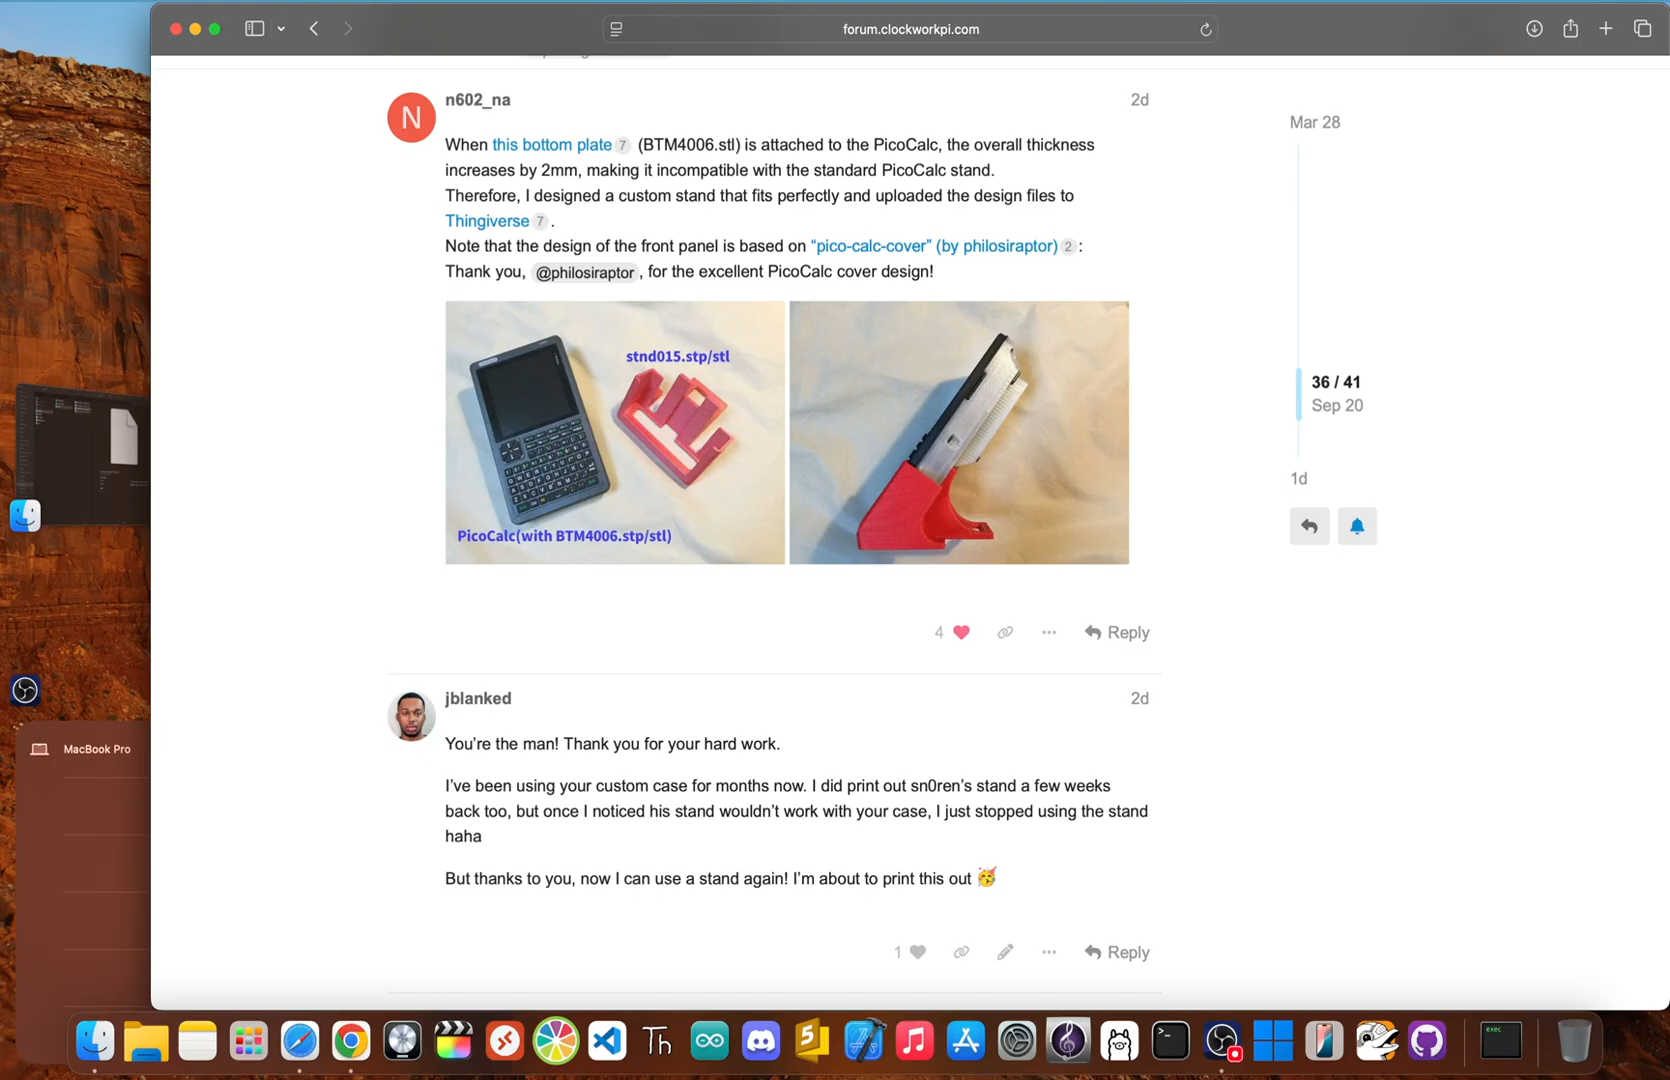 forum.clockworkpi.com
N
n602_na
2d
When this bottom plate 7 (BTM4006.stl) is attached to the PicoCalc, the overall thickness
increases by 2mm, making it incompatible with the standard PicoCalc stand.
Therefore, I designed a custom stand that fits perfectly and uploaded the design files to
Thingiverse 7 .
Note that the design of the front panel is based on “pico-calc-cover” (by philosiraptor) 2 :
Thank you, @philosiraptor , for the excellent PicoCalc cover design!
stnd015.stp/stl
PicoCalc(with BTM4006.stp/stl)
4
Reply
jblanked
2d
You’re the man! Thank you for your hard work.
I’ve been using your custom case for months now. I did print out sn0ren’s stand a few weeks
back too, but once I noticed his stand wouldn’t work with your case, I just stopped using the stand
haha
But thanks to you, now I can use a stand again! I’m about to print this out 🥳
1
Reply
Mar 28
36 / 41
Sep 20
1d
MacBook Pro
Th
5
exec